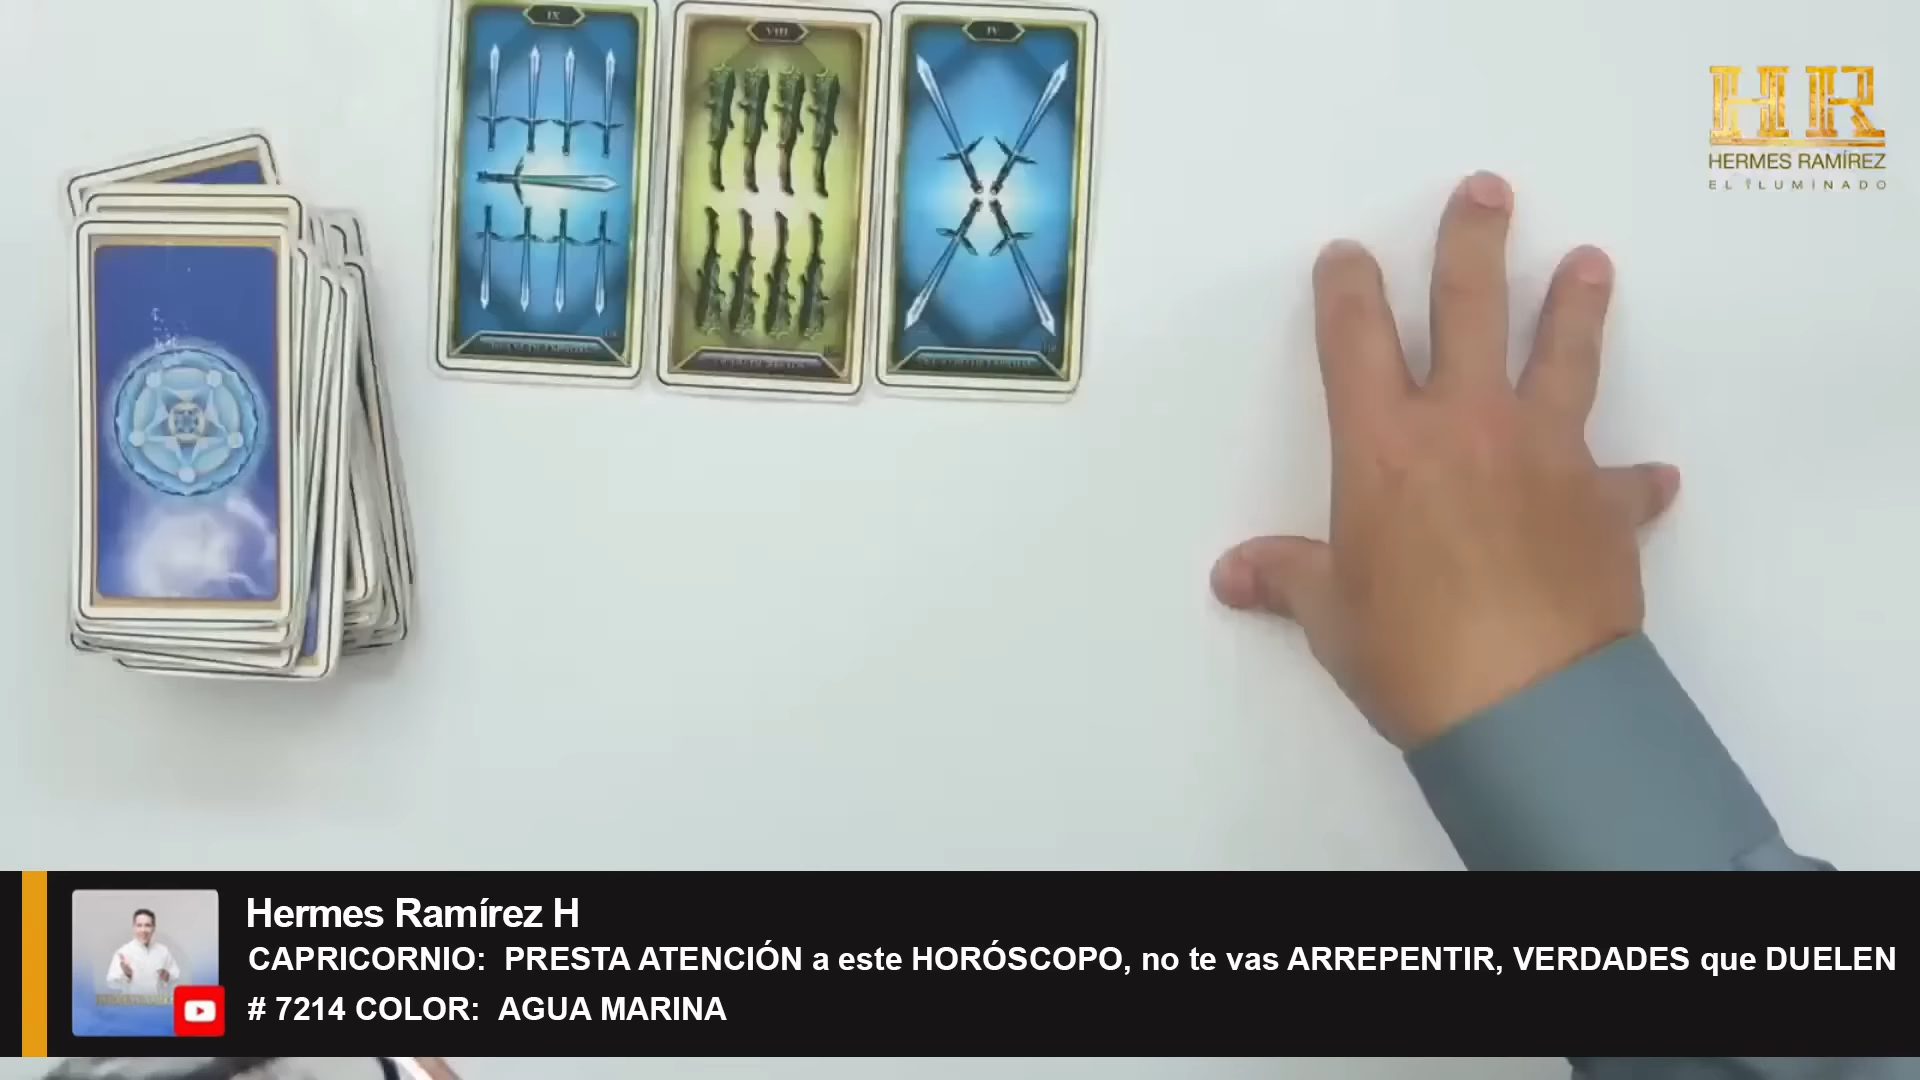 IX
VIII
IV
HR
HERMES RAMÍREZ
EL ILUMINADO
Hermes Ramírez H
CAPRICORNIO: PRESTA ATENCIÓN a este HORÓSCOPO, no te vas ARREPENTIR, VERDADES que DUELEN
# 7214 COLOR: AGUA MARINA